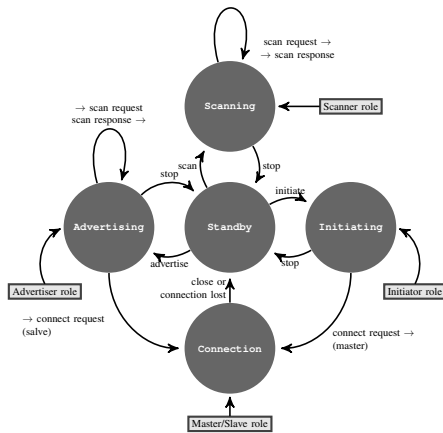 scan request →
→ scan response
Scanning
Scanner role
→ scan request
scan response →
stop
scan
stop
initiate
Advertising
Standby
Initiating
advertise
stop
Advertiser role
close or
connection lost
Initiator role
→ connect request
(salve)
connect request →
(master)
Connection
Master/Slave role